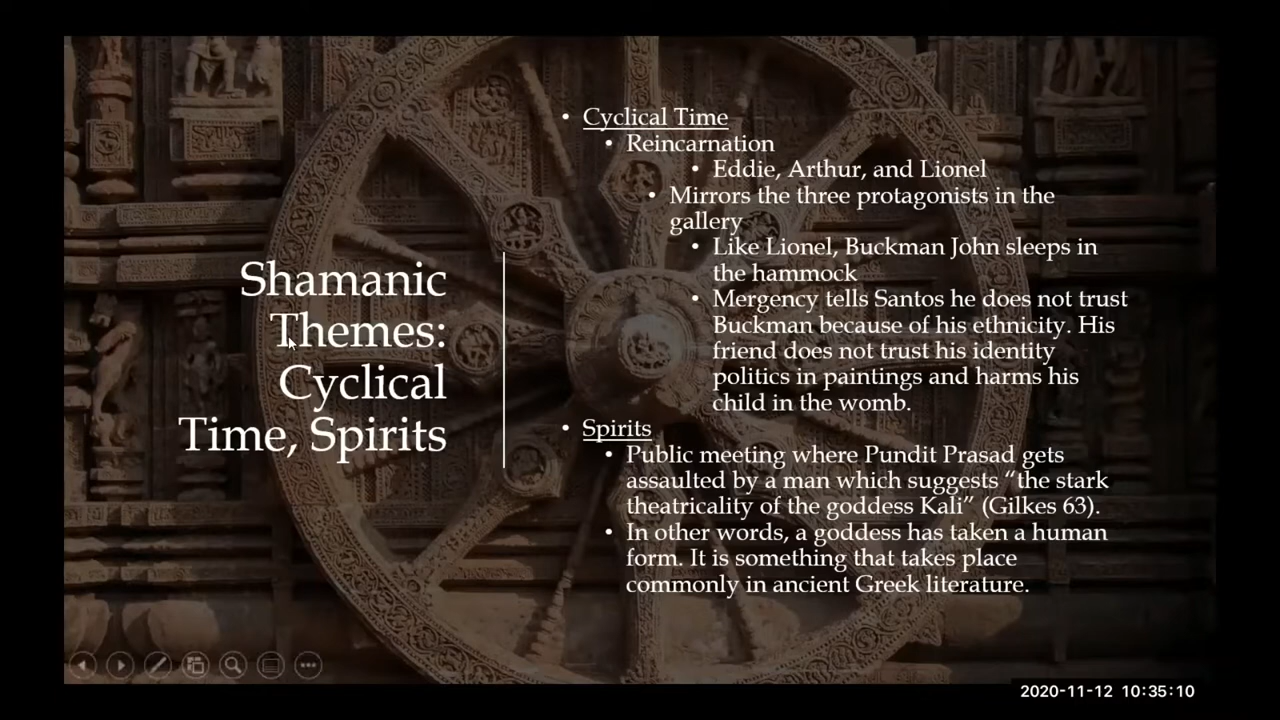 Shamanic
Themes:
Cyclical
Time, Spirits
• Cyclical Time
• Reincarnation
• Eddie, Arthur, and Lionel
• Mirrors the three protagonists in the
gallery
• Like Lionel, Buckman John sleeps in
the hammock
• Mergency tells Santos he does not trust
Buckman because of his ethnicity. His
friend does not trust his identity
politics in paintings and harms his
child in the womb.
• Spirits
• Public meeting where Pundit Prasad gets
assaulted by a man which suggests “the stark
theatricality of the goddess Kali” (Gilkes 63).
• In other words, a goddess has taken a human
form. It is something that takes place
commonly in ancient Greek literature.
2020-11-12 10:35:10